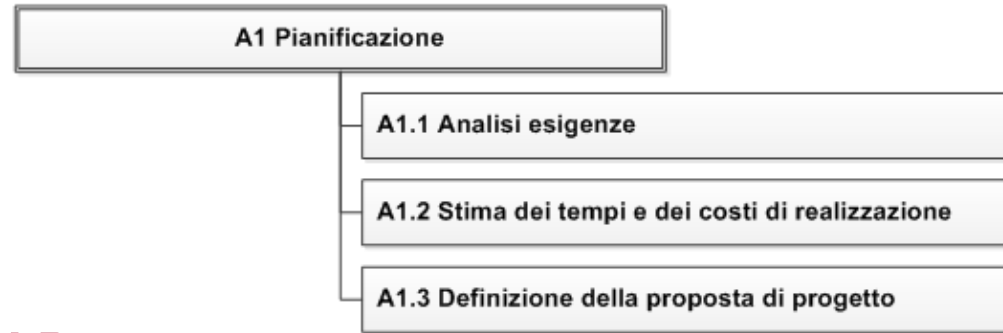 A1 Pianificazione
A1.1 Analisi esigenze
A1.2 Stima dei tempi e dei costi di realizzazione
A1.3 Definizione della proposta di progetto